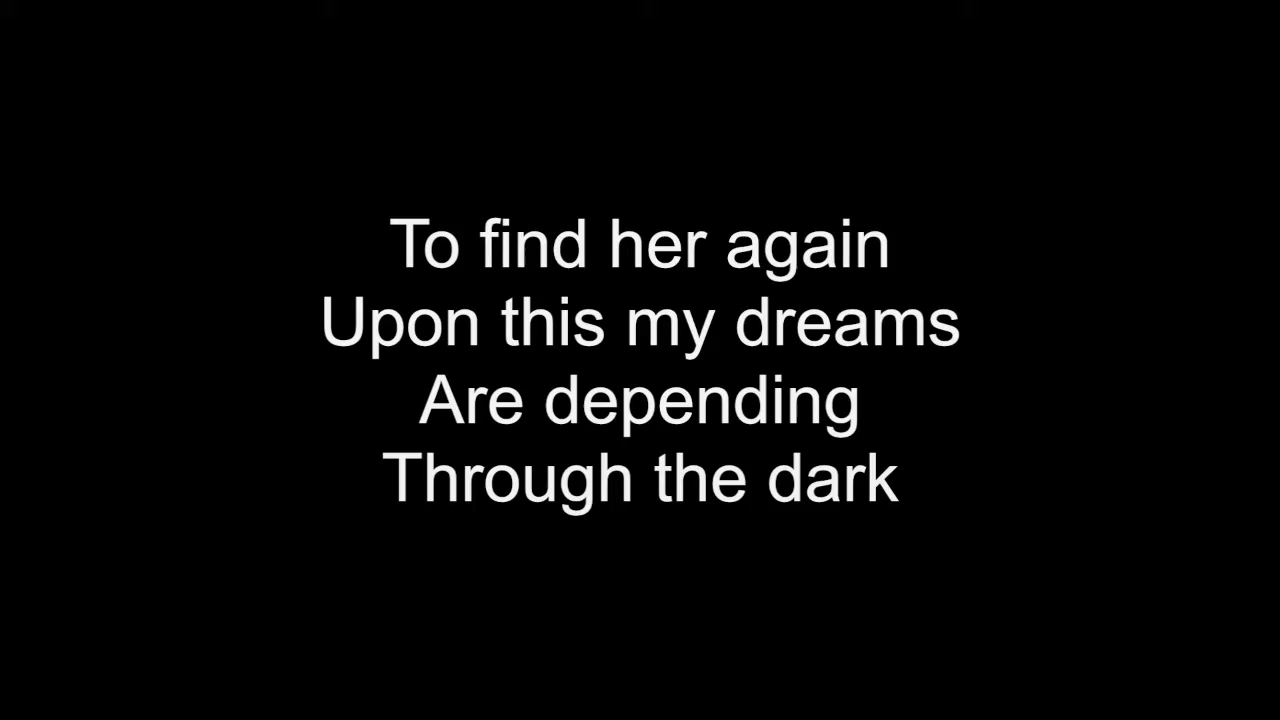 To find her again
Upon this my dreams
Are depending
Through the dark